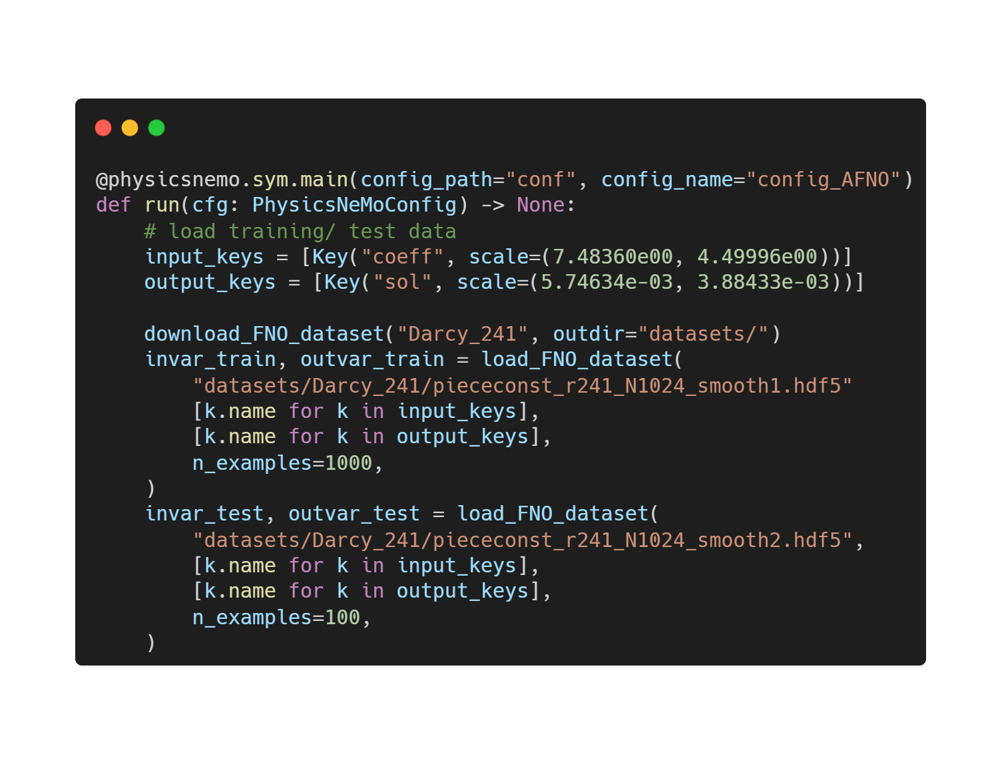 @physicsnemo.sym.main(config_path="conf", config_name="config_AFNO")
def run(cfg: PhysicsNeMoConfig) -> None:
    # load training/ test data
    input_keys = [Key("coeff", scale=(7.48360e00, 4.49996e00))]
    output_keys = [Key("sol", scale=(5.74634e-03, 3.88433e-03))]

    download_FNO_dataset("Darcy_241", outdir="datasets/")
    invar_train, outvar_train = load_FNO_dataset(
        "datasets/Darcy_241/piececonst_r241_N1024_smooth1.hdf5"
        [k.name for k in input_keys],
        [k.name for k in output_keys],
        n_examples=1000,
    )
    invar_test, outvar_test = load_FNO_dataset(
        "datasets/Darcy_241/piececonst_r241_N1024_smooth2.hdf5",
        [k.name for k in input_keys],
        [k.name for k in output_keys],
        n_examples=100,
    )